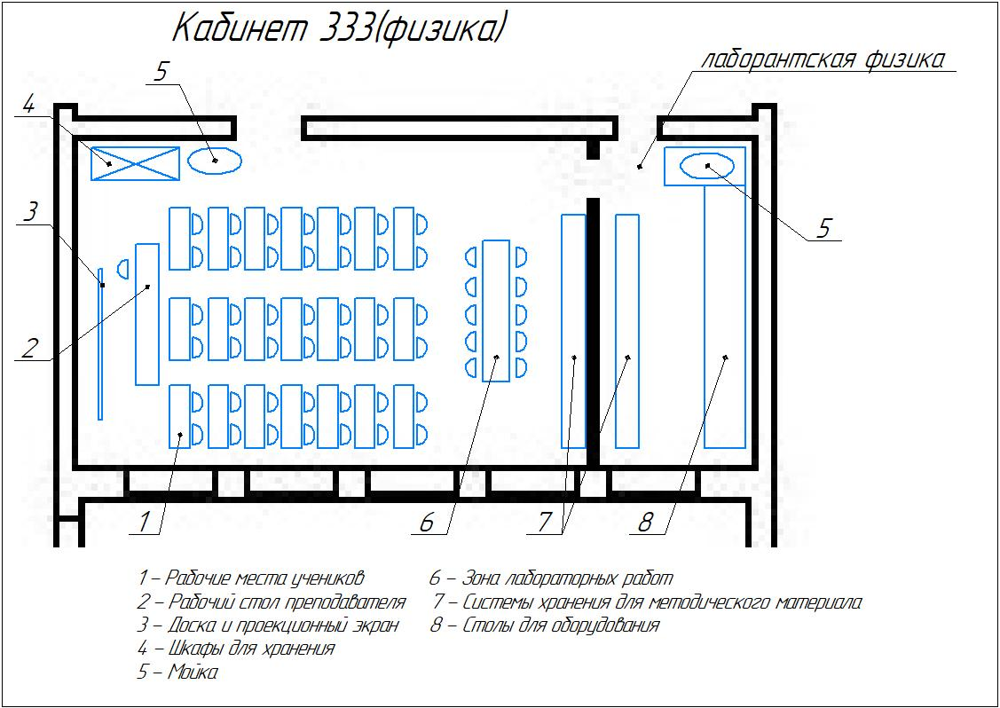 Кабинет 333(физика)
лаборантская физика
5
4
3
5
2
1
6
7
8
1 – Рабочие места учеников
2 – Рабочий стол преподавателя
3 – Доска и проекционный экран
4 – Шкафы для хранения
5 – Мойка
6 – Зона лабораторных работ
7 – Системы хранения для методического материала
8 – Столы для оборудования